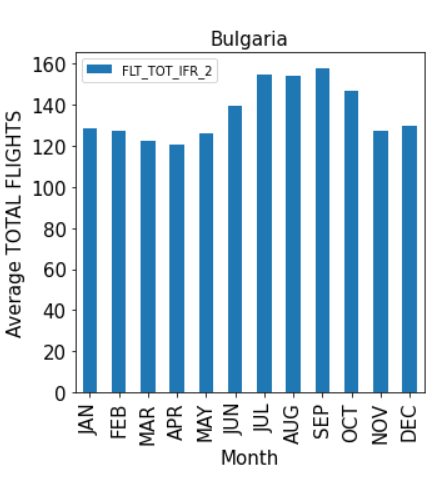 Bulgaria
FLT_TOT_IFR_2
Average TOTAL FLIGHTS
160
140
120
100
80
60
40
20
0
JAN FEB MAR APR MAY JUN JUL AUG SEP OCT NOV DEC
Month